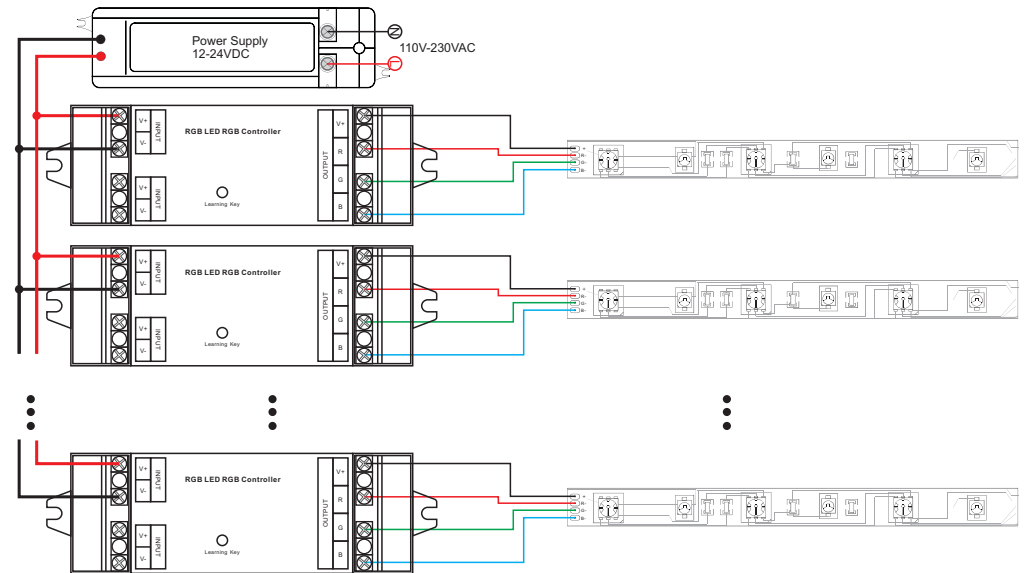 Power Supply
12-24VDC
N
L
110V-230VAC
V+
V-
INPUT
V+
V-
INPUT
RGB LED RGB Controller
Learning Key
OUTPUT
V+
R
G
B
+
R-
G-
B-
V+
V-
INPUT
V+
V-
INPUT
RGB LED RGB Controller
Learning Key
OUTPUT
V+
R
G
B
+
R-
G-
B-
V+
V-
INPUT
V+
V-
INPUT
RGB LED RGB Controller
Learning Key
OUTPUT
V+
R
G
B
+
R-
G-
B-